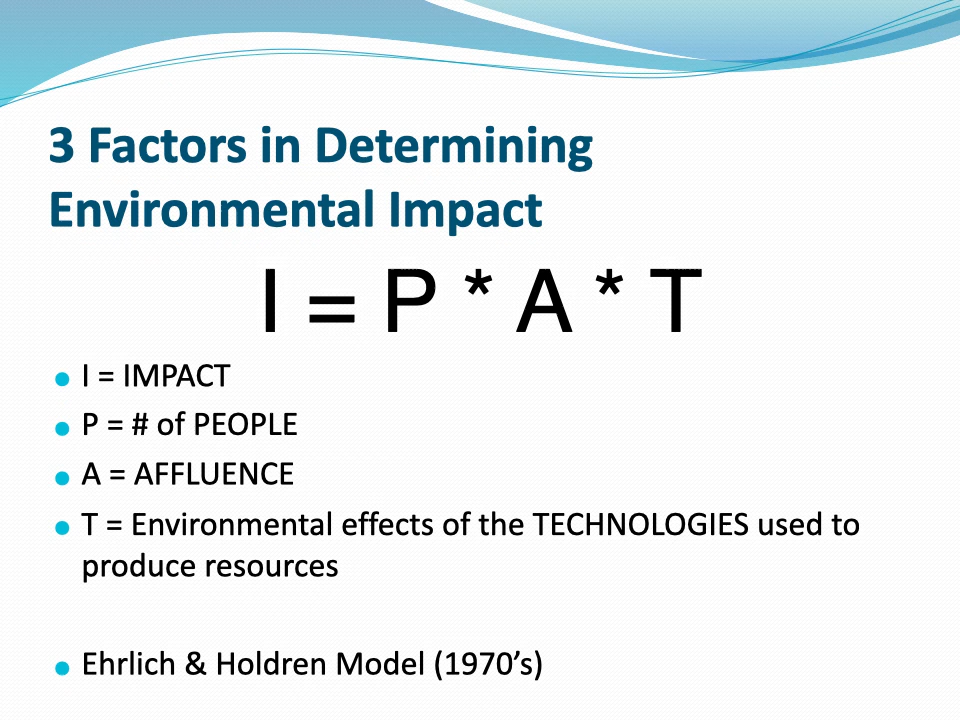 3 Factors in Determining
Environmental Impact
I = P * A * T
● I = IMPACT
● P = # of PEOPLE
● A = AFFLUENCE
● T = Environmental effects of the TECHNOLOGIES used to
produce resources
● Ehrlich & Holdren Model (1970’s)